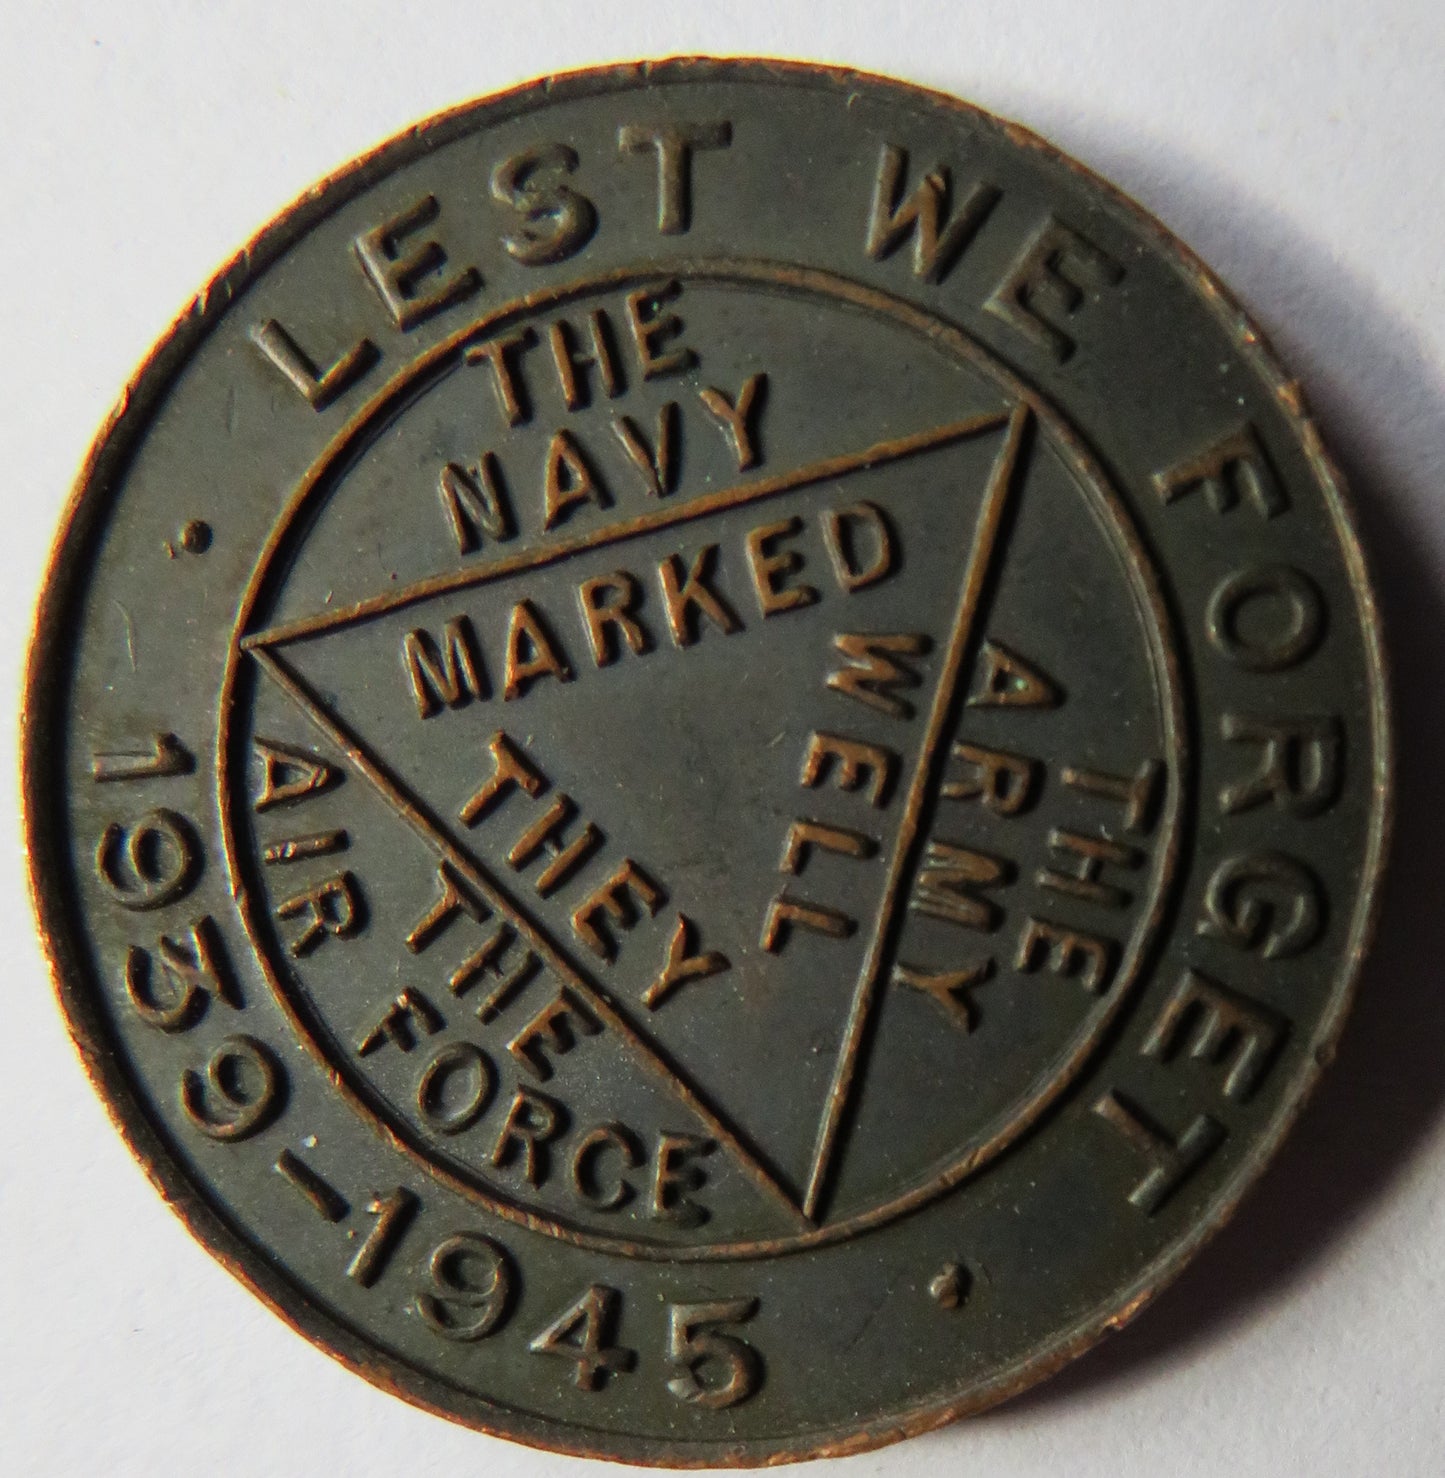 · LEST WE FORGET ·
1939-1945
THE
NAVY
THE
ARMY
THE
AIR FORCE
THEY
MARKED
WELL